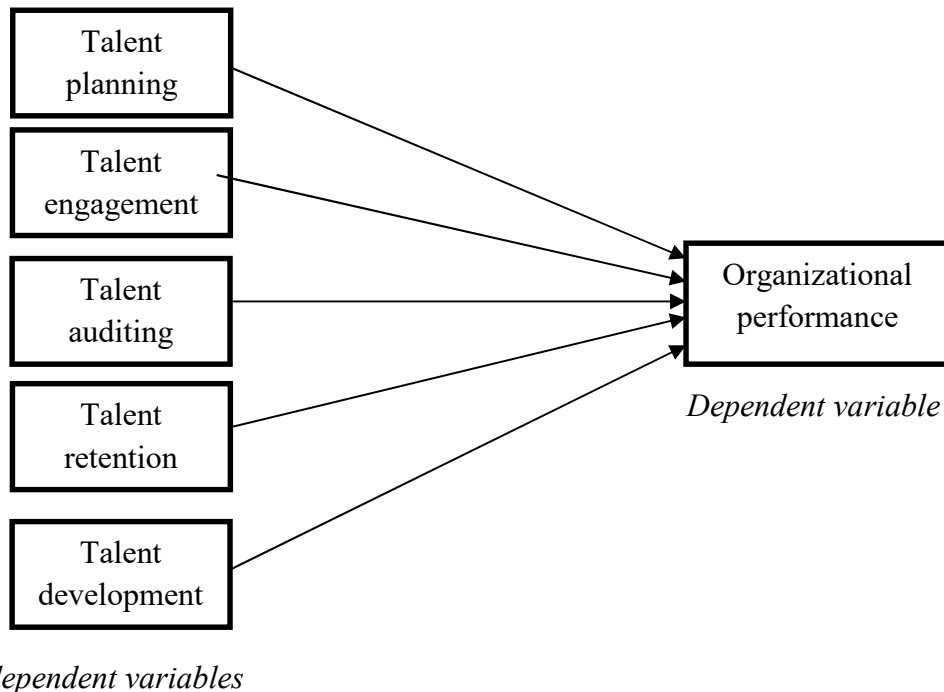 Talent
planning
Talent
engagement
Talent
auditing
Talent
retention
Talent
development
Organizational
performance
Dependent variable
dependent variables